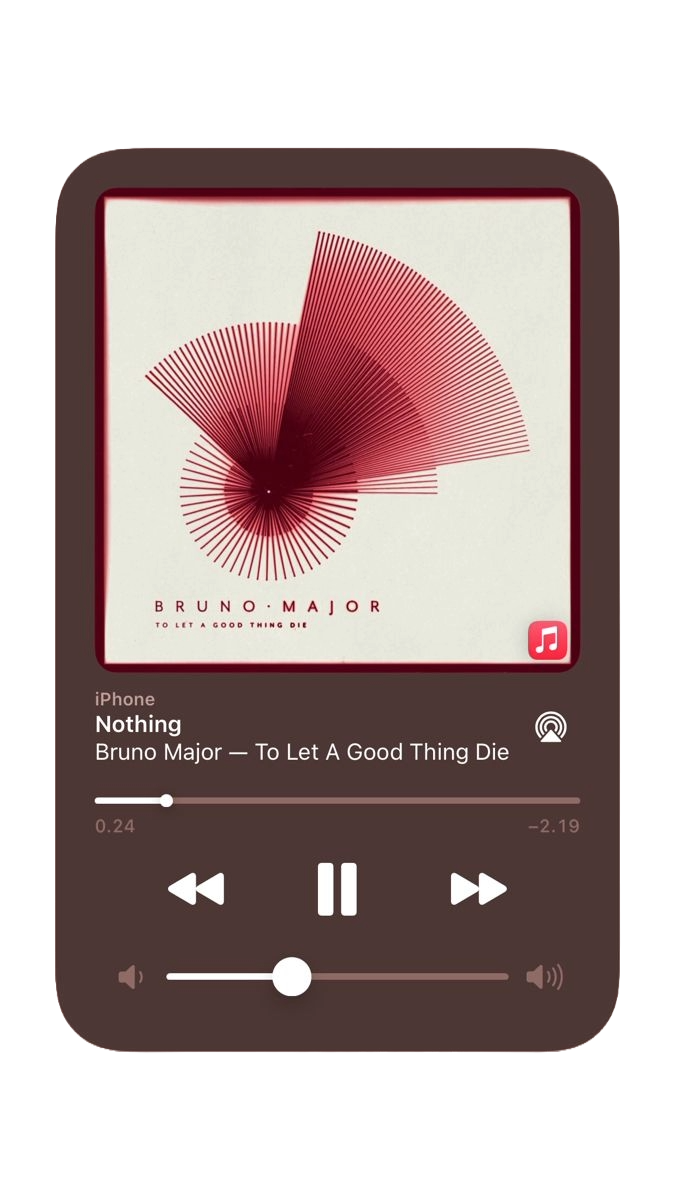 BRUNO·MAJOR
TO LET A GOOD THING DIE
iPhone
Nothing
Bruno Major — To Let A Good Thing Die
0.24
−2.19